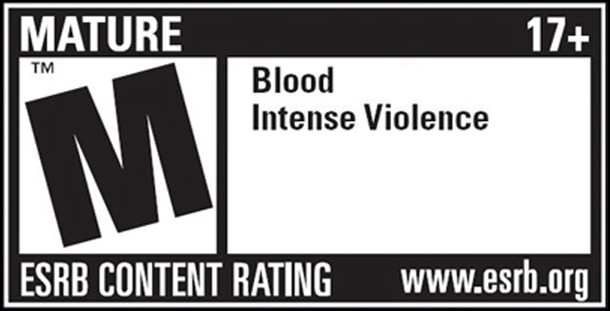 MATURE 17+
™
M
Blood
Intense Violence
ESRB CONTENT RATING www.esrb.org